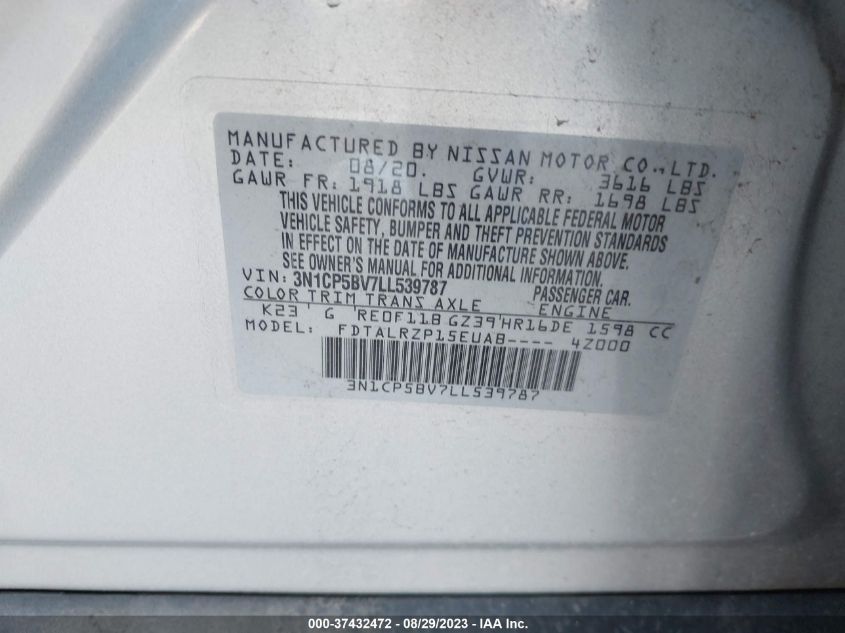 MANUFACTURED BY NISSAN MOTOR CO.,LTD.
DATE: 08/20. GVWR: 3616 LBS
GAWR FR: 1918 LBS GAWR RR: 1698 LBS
THIS VEHICLE CONFORMS TO ALL APPLICABLE FEDERAL MOTOR
VEHICLE SAFETY, BUMPER AND THEFT PREVENTION STANDARDS
IN EFFECT ON THE DATE OF MANUFACTURE SHOWN ABOVE.
SEE OWNER'S MANUAL FOR ADDITIONAL INFORMATION.
VIN: 3N1CP5BV7LL539787 PASSENGER CAR.
COLOR TRIM TRANS AXLE ENGINE
K23 G RE0F11B GZ39 HR16DE 1598 CC
MODEL: FDTALRZP15EUAB---- 4Z000
3N1CP5BV7LL539787
000-37432472 - 08/29/2023 - IAA Inc.